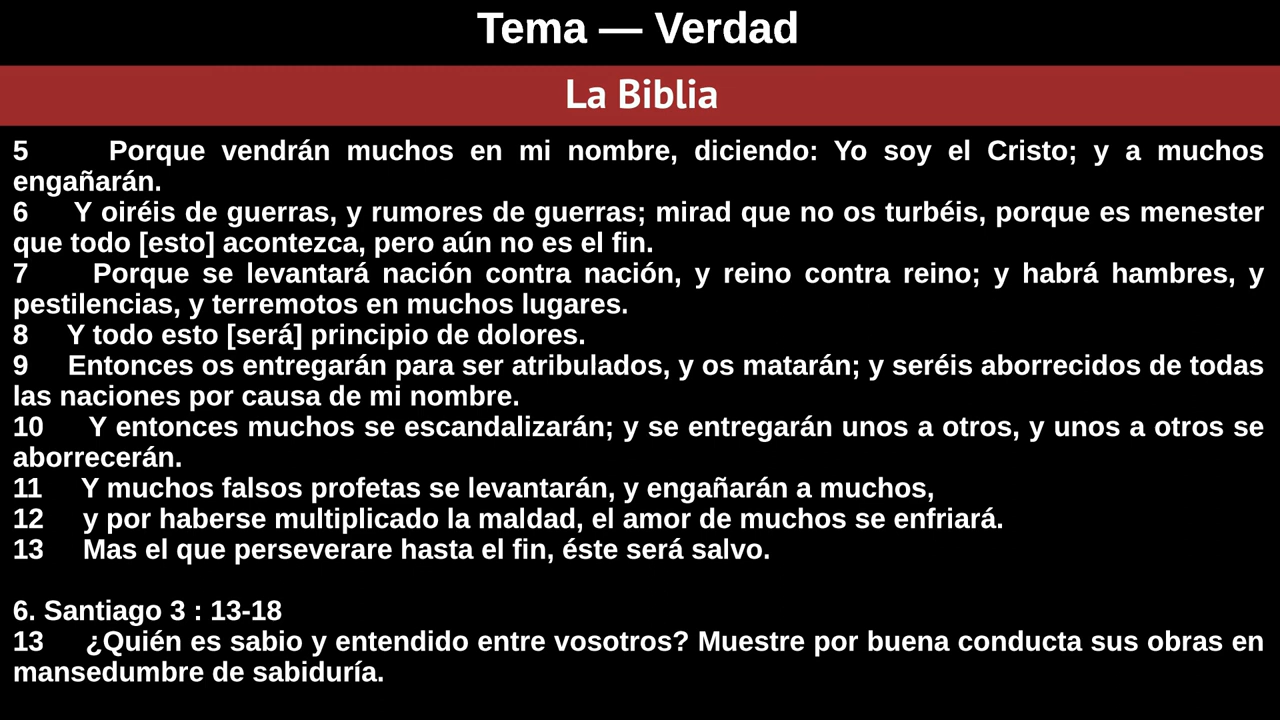 Tema — Verdad
La Biblia
5 Porque vendrán muchos en mi nombre, diciendo: Yo soy el Cristo; y a muchos
engañarán.
6 Y oiréis de guerras, y rumores de guerras; mirad que no os turbéis, porque es menester
que todo [esto] acontezca, pero aún no es el fin.
7 Porque se levantará nación contra nación, y reino contra reino; y habrá hambres, y
pestilencias, y terremotos en muchos lugares.
8 Y todo esto [será] principio de dolores.
9 Entonces os entregarán para ser atribulados, y os matarán; y seréis aborrecidos de todas
las naciones por causa de mi nombre.
10 Y entonces muchos se escandalizarán; y se entregarán unos a otros, y unos a otros se
aborrecerán.
11 Y muchos falsos profetas se levantarán, y engañarán a muchos,
12 y por haberse multiplicado la maldad, el amor de muchos se enfriará.
13 Mas el que perseverare hasta el fin, éste será salvo.
6. Santiago 3 : 13-18
13 ¿Quién es sabio y entendido entre vosotros? Muestre por buena conducta sus obras en
mansedumbre de sabiduría.